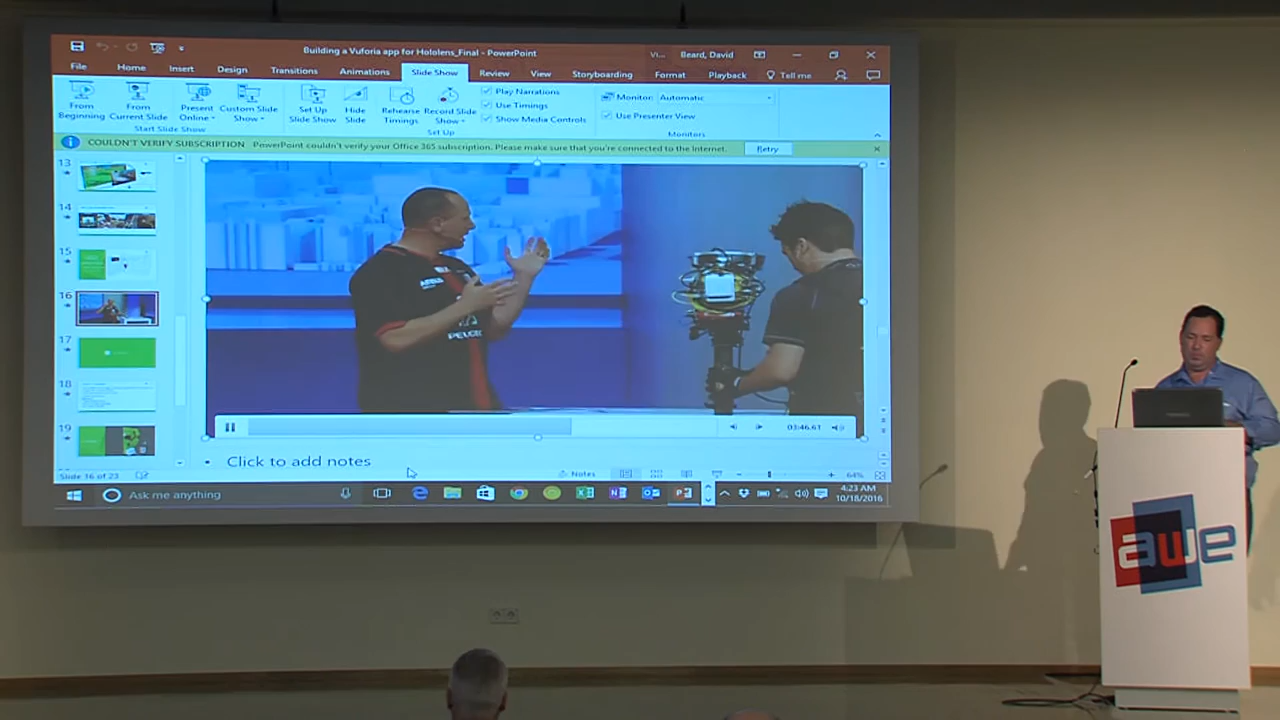 Building a Vuforia app for Hololens_Final - PowerPoint
Vi... Beard, David
File Home Insert Design Transitions Animations Slide Show Review View Storyboarding Format Playback Tell me
From Beginning
From Current Slide
Present Online
Custom Slide Show
Set Up Slide Show
Hide Slide
Rehearse Timings
Record Slide Show
Play Narrations
Use Timings
Show Media Controls
Monitor: Automatic
Use Presenter View
Start Slide Show
Set Up
Monitors
COULDN'T VERIFY SUBSCRIPTION PowerPoint couldn't verify your Office 365 subscription. Please make sure that you're connected to the Internet. Retry
13
14
15
16
17
18
19
PEUGEO
03:46.61
Click to add notes
Slide 16 of 23
Notes
64%
Ask me anything
4:23 AM
10/18/2016
awe